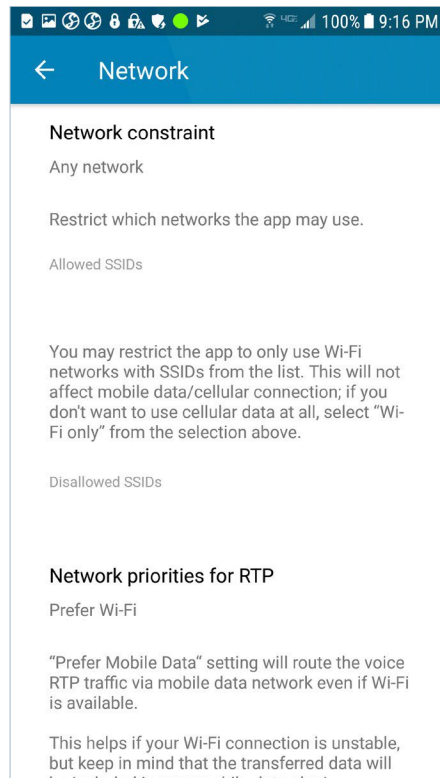 4G 100% 9:16 PM
Network
Network constraint
Any network
Restrict which networks the app may use.
Allowed SSIDs
You may restrict the app to only use Wi-Fi
networks with SSIDs from the list. This will not
affect mobile data/cellular connection; if you
don't want to use cellular data at all, select “Wi-
Fi only” from the selection above.
Disallowed SSIDs
Network priorities for RTP
Prefer Wi-Fi
“Prefer Mobile Data“ setting will route the voice
RTP traffic via mobile data network even if Wi-Fi
is available.
This helps if your Wi-Fi connection is unstable,
but keep in mind that the transferred data will